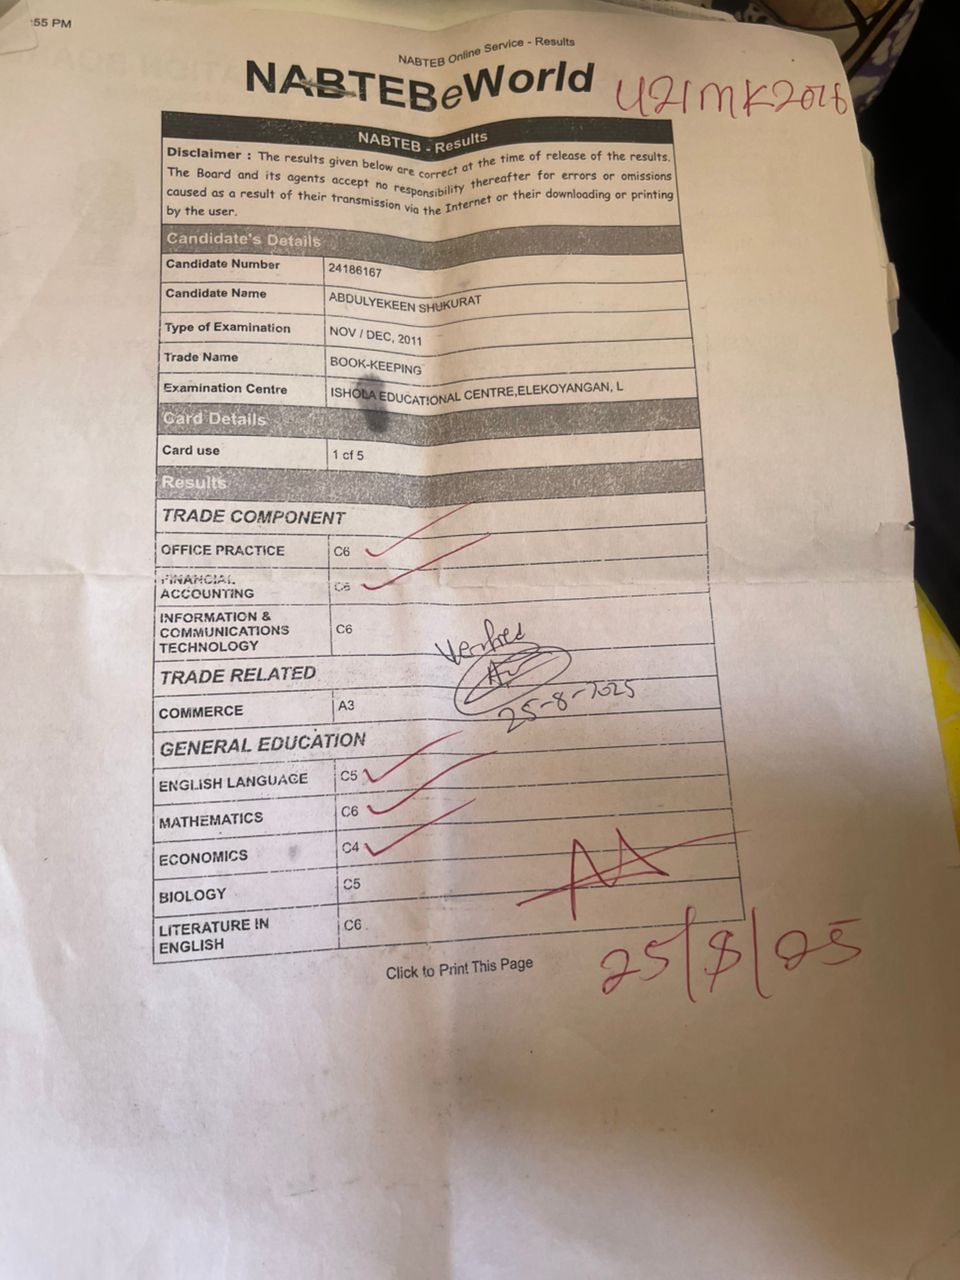 :55 PM
NABTEB Online Service - Results
NABTEBeWorld
U21MK2026
NABTEB - Results
Disclaimer : The results given below are correct at the time of release of the results.
The Board and its agents accept no responsibility thereafter for errors or omissions
caused as a result of their transmission via the Internet or their downloading or printing
by the user.
Candidate's Details
Candidate Number 24186167
Candidate Name ABDULYEKEEN SHUKURAT
Type of Examination NOV / DEC, 2011
Trade Name BOOK-KEEPING
Examination Centre ISHOLA EDUCATIONAL CENTRE,ELEKOYANGAN, L
Card Details
Card use 1 of 5
Results
TRADE COMPONENT
OFFICE PRACTICE C6
FINANCIAL
ACCOUNTING C6
INFORMATION &
COMMUNICATIONS C6
TECHNOLOGY
Verified
TRADE RELATED
COMMERCE A3
25-8-2025
GENERAL EDUCATION
ENGLISH LANGUAGE C5
MATHEMATICS C6
ECONOMICS C4
BIOLOGY C5
LITERATURE IN C6
ENGLISH
Click to Print This Page
25/8/25